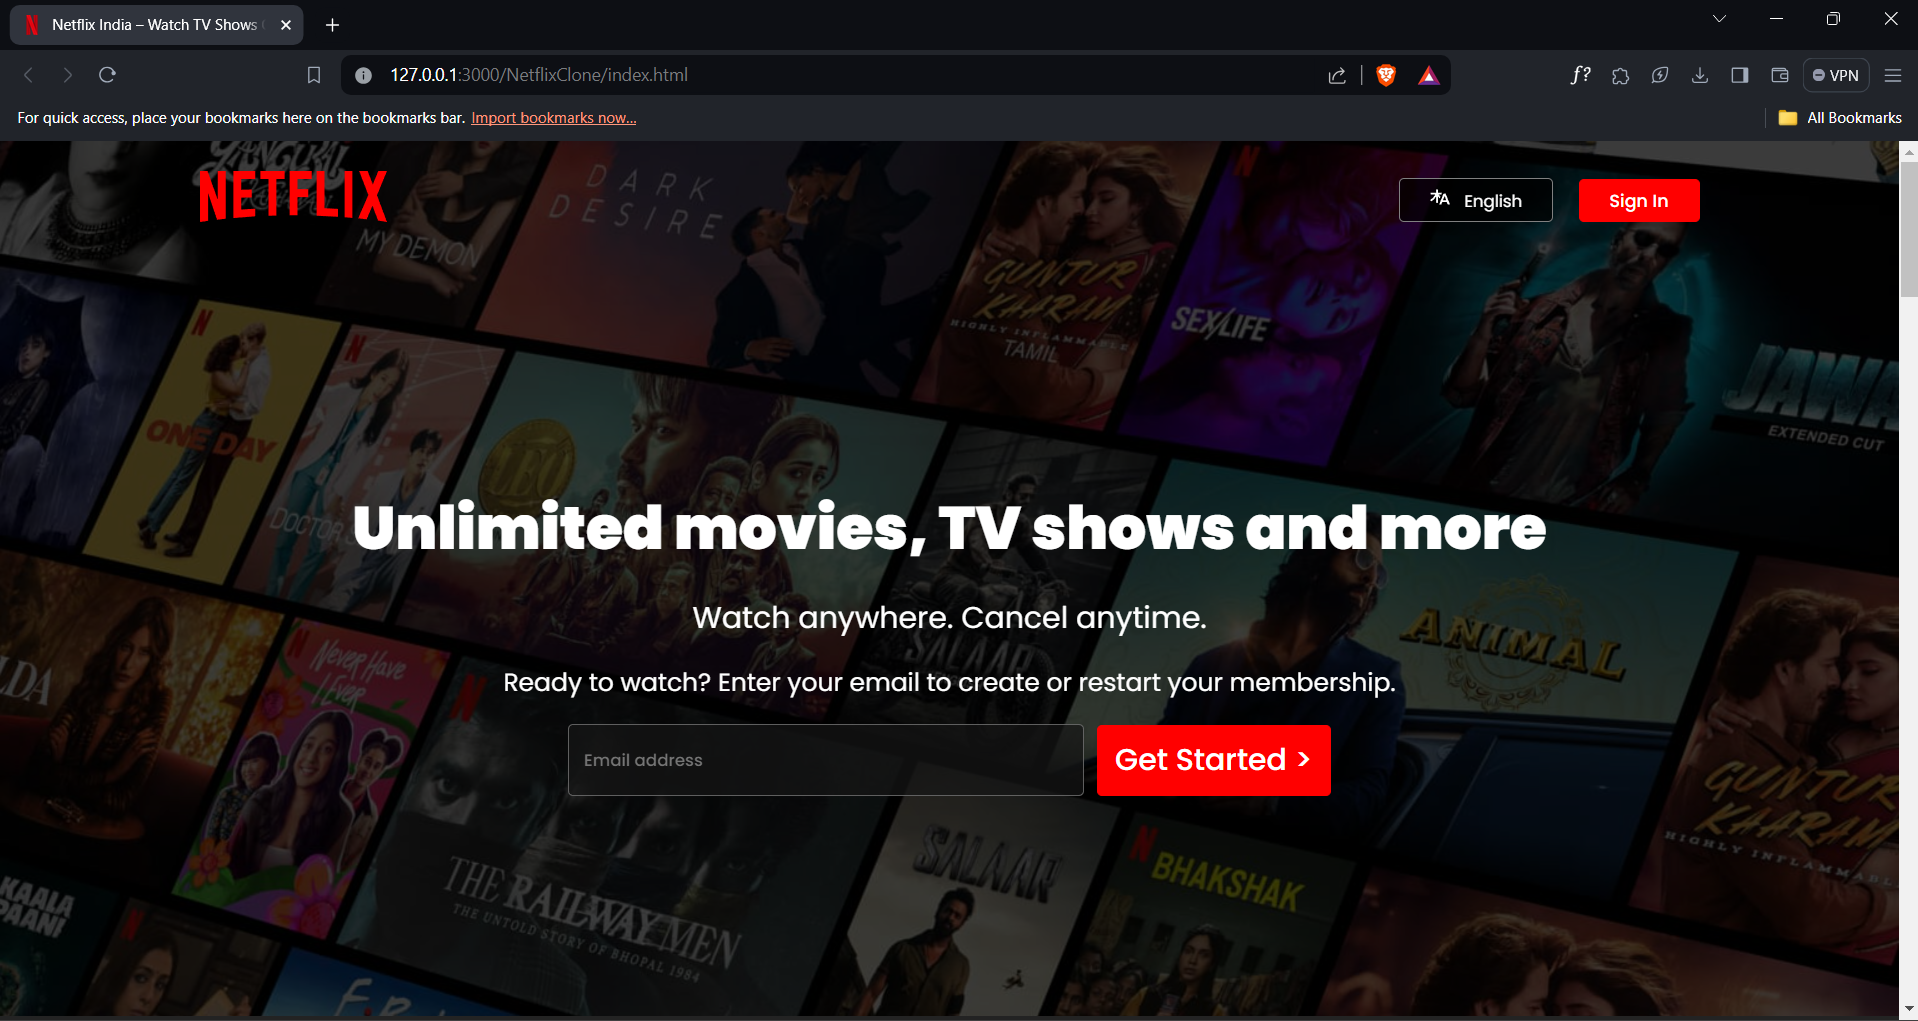 Netflix India – Watch TV Shows
127.0.0.1:3000/NetflixClone/index.html
VPN
For quick access, place your bookmarks here on the bookmarks bar. Import bookmarks now...
All Bookmarks
NETFLIX
English
Sign In
DARK
DESIRE
MY DEMON
GUNTUR
KAARAM
HIGHLY INFLAMMABLE
TAMIL
SEX/LIFE
JAWA
EXTENDED CUT
ONE DAY
LEO
DOCTOR
Unlimited movies, TV shows and more
Watch anywhere. Cancel anytime.
SALAAR
ANIMAL
Never Have
I Ever
Ready to watch? Enter your email to create or restart your membership.
Email address
Get Started >
GUNTUR
KAARAM
HIGHLY INFLAMMABL
THE RAILWAY MEN
THE UNTOLD STORY OF BHOPAL 1984
SALAAR
BHAKSHAK
KAALA
PAANI